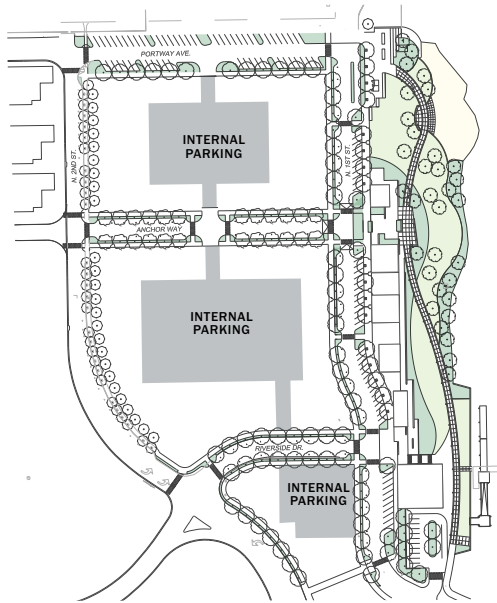 PORTWAY AVE.
INTERNAL
PARKING
N. 2ND ST.
N. 1ST ST.
ANCHOR WAY
INTERNAL
PARKING
RIVERSIDE DR.
INTERNAL
PARKING